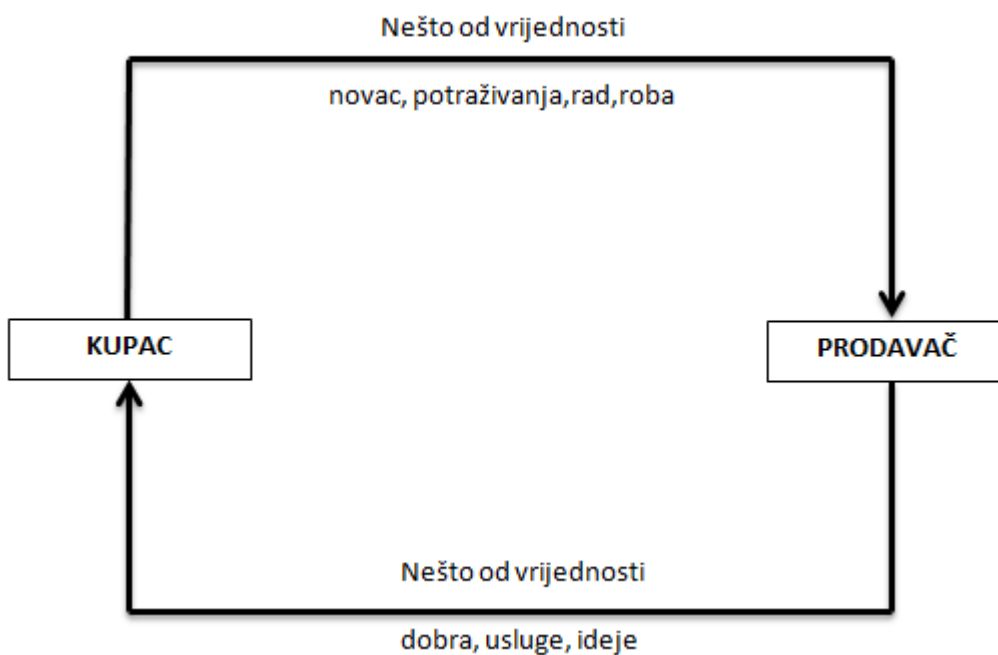 Nešto od vrijednosti
novac, potraživanja,rad,roba
KUPAC
PRODAVAČ
Nešto od vrijednosti
dobra, usluge, ideje